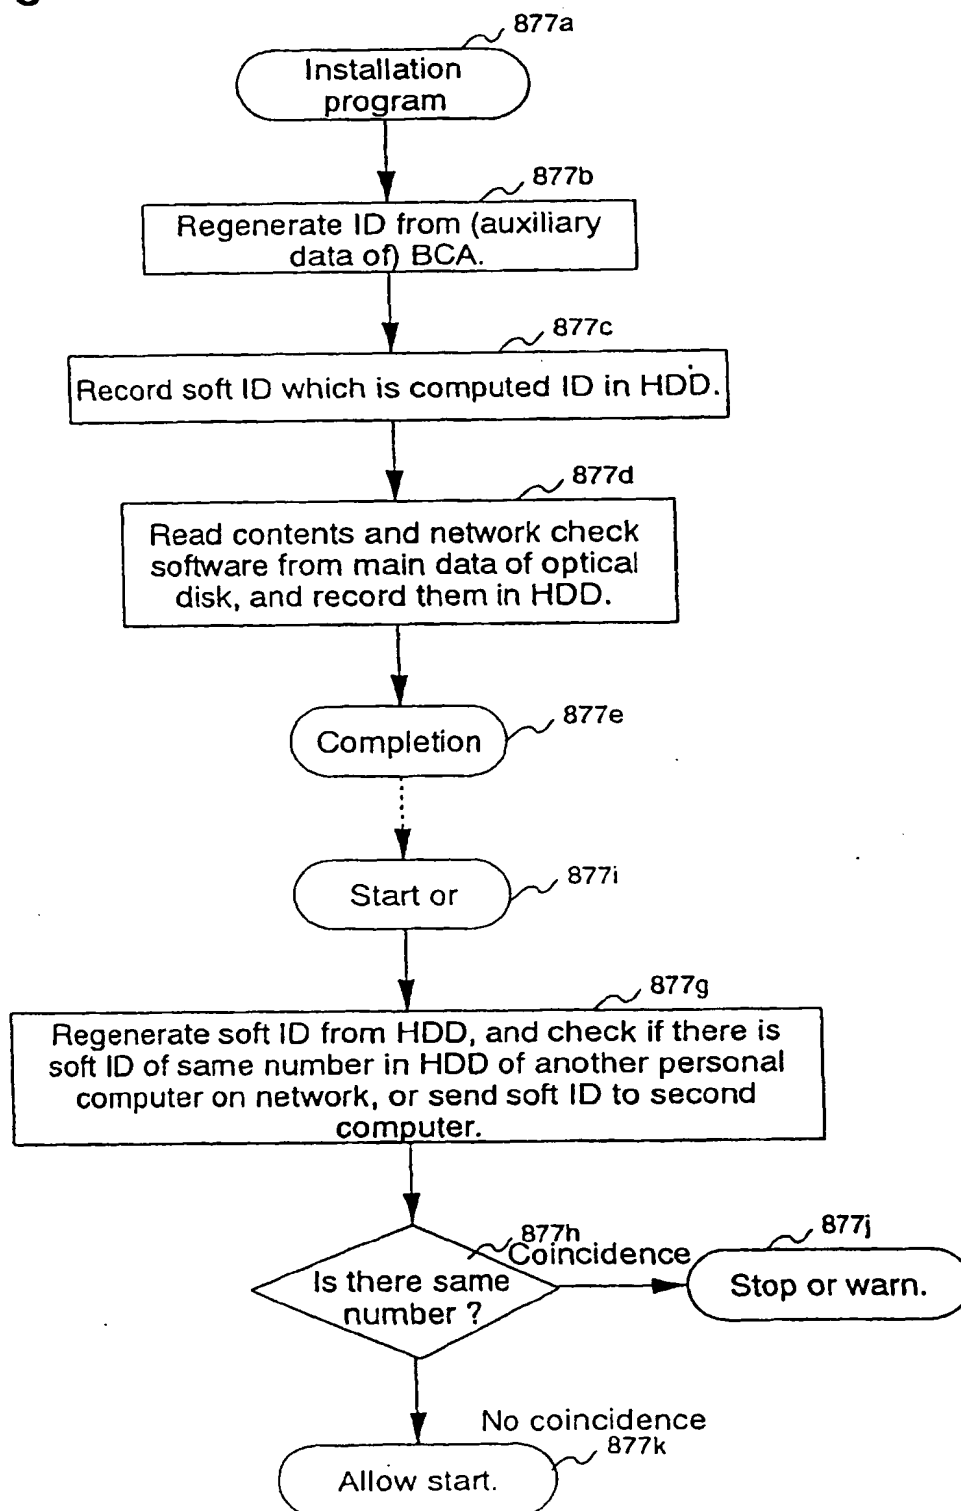 877a
Installation
program
877b
Regenerate ID from (auxiliary
data of) BCA.
877c
Record soft ID which is computed ID in HDD.
877d
Read contents and network check
software from main data of optical
disk, and record them in HDD.
877e
Completion
877i
Start or
877g
Regenerate soft ID from HDD, and check if there is
soft ID of same number in HDD of another personal
computer on network, or send soft ID to second
computer.
877h
Coincidence
877j
Is there same
number ?
Stop or warn.
No coincidence
877k
Allow start.